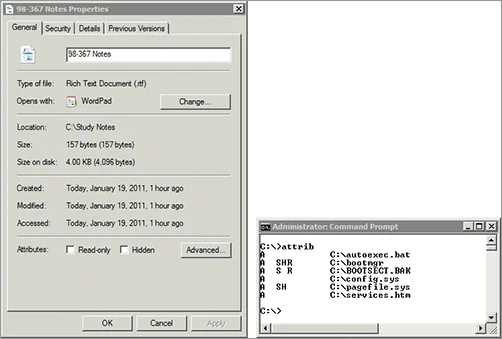 98-367 Notes Properties
General Security Details Previous Versions
98-367 Notes
Type of file: Rich Text Document (.rtf)
Opens with: WordPad Change...
Location: C:\Study Notes
Size: 157 bytes (157 bytes)
Size on disk: 4.00 KB (4,096 bytes)
Created: Today, January 19, 2011, 1 hour ago
Modified: Today, January 19, 2011, 1 hour ago
Accessed: Today, January 19, 2011, 1 hour ago
Attributes: Read-only Hidden Advanced...
OK Cancel Apply
Administrator: Command Prompt
C:\>attrib
A C:\autoexec.bat
A SHR C:\bootmgr
A S R C:\BOOTSECT.BAK
A C:\config.sys
A SH C:\pagefile.sys
A C:\services.htm
C:\>